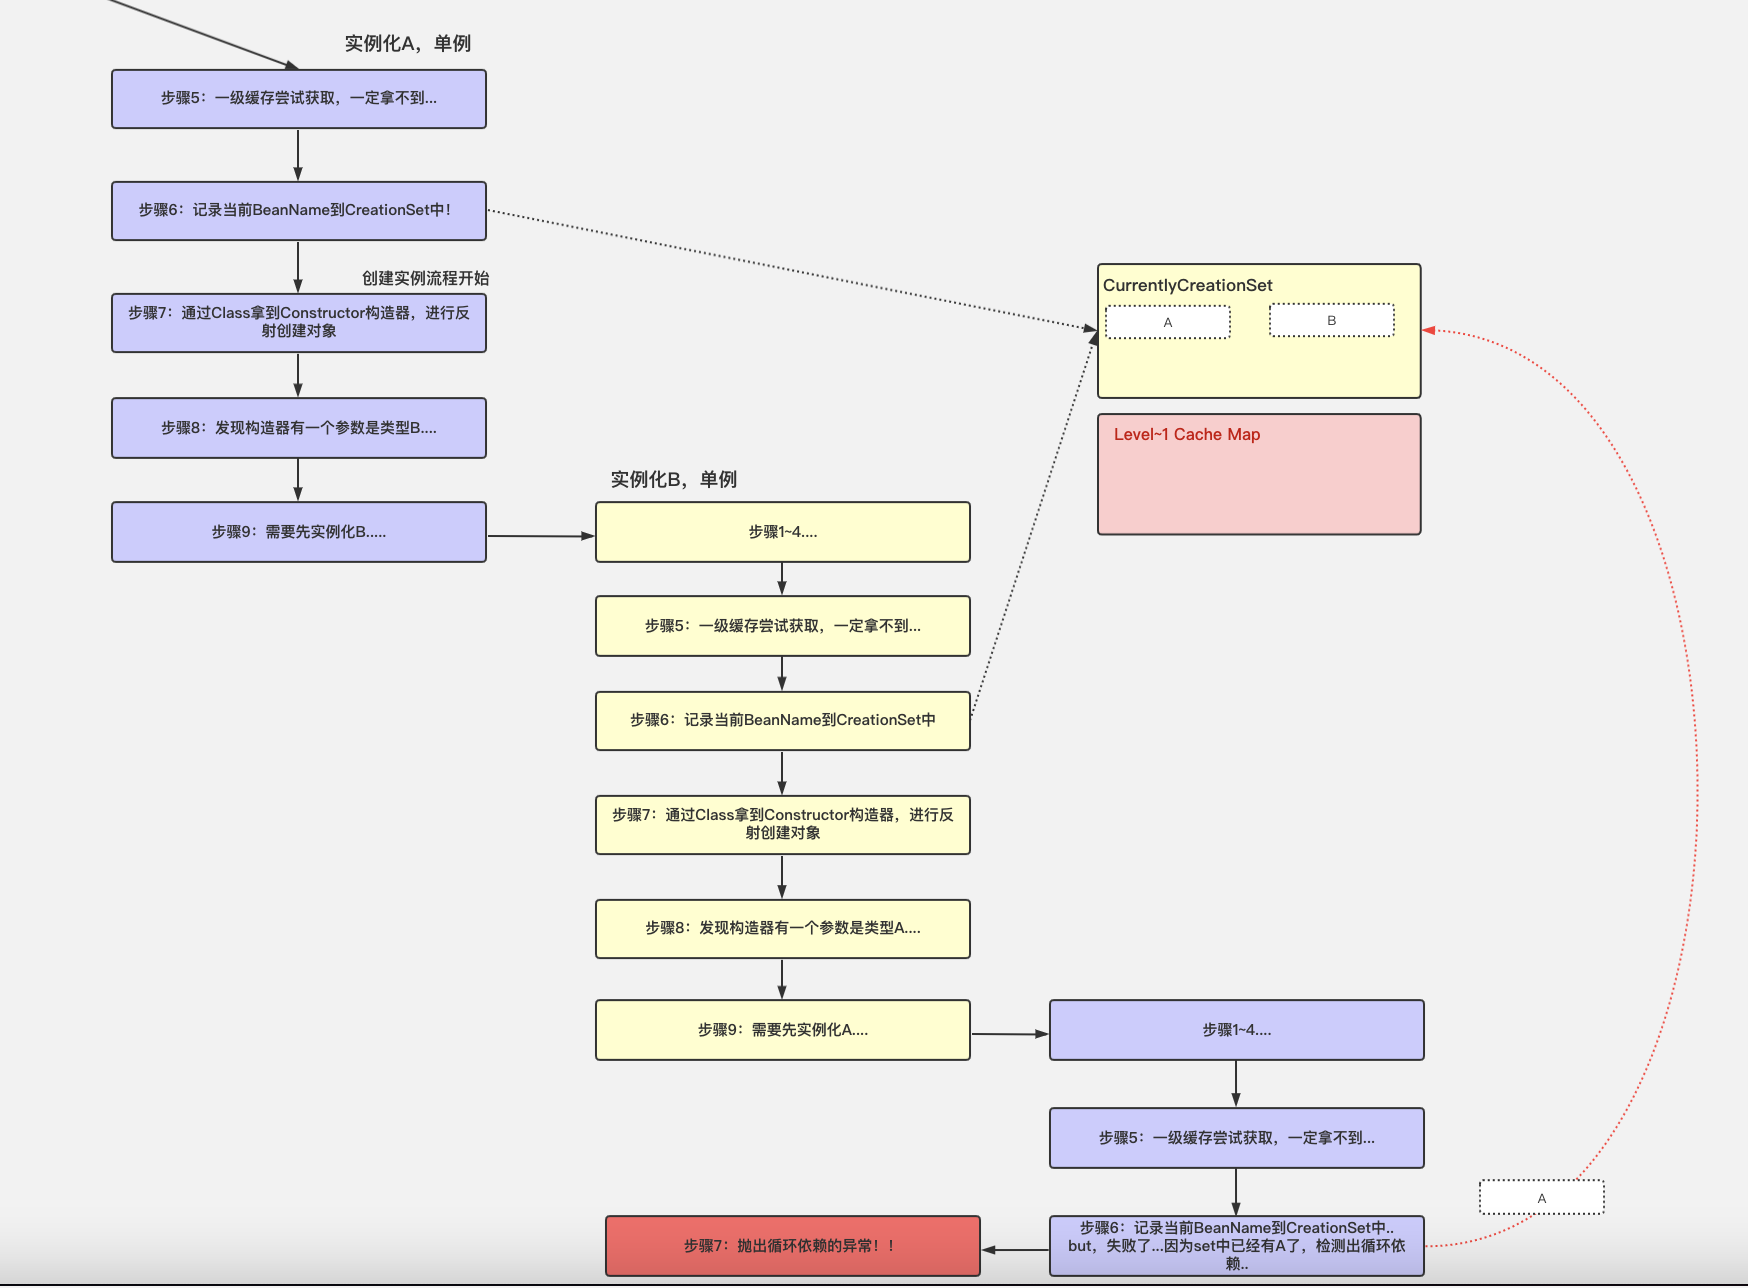 实例化A，单例
步骤5：一级缓存尝试获取，一定拿不到...
步骤6：记录当前BeanName到CreationSet中！
创建实例流程开始
步骤7：通过Class拿到Constructor构造器，进行反
射创建对象
步骤8：发现构造器有一个参数是类型B....
步骤9：需要先实例化B.....
实例化B，单例
步骤1~4....
步骤5：一级缓存尝试获取，一定拿不到...
步骤6：记录当前BeanName到CreationSet中
步骤7：通过Class拿到Constructor构造器，进行反
射创建对象
步骤8：发现构造器有一个参数是类型A....
步骤9：需要先实例化A....
CurrentlyCreationSet
A
B
Level~1 Cache Map
步骤1~4....
步骤5：一级缓存尝试获取，一定拿不到...
步骤6：记录当前BeanName到CreationSet中..
but，失败了...因为set中已经有A了，检测出循环依
赖..
A
步骤7：抛出循环依赖的异常！！